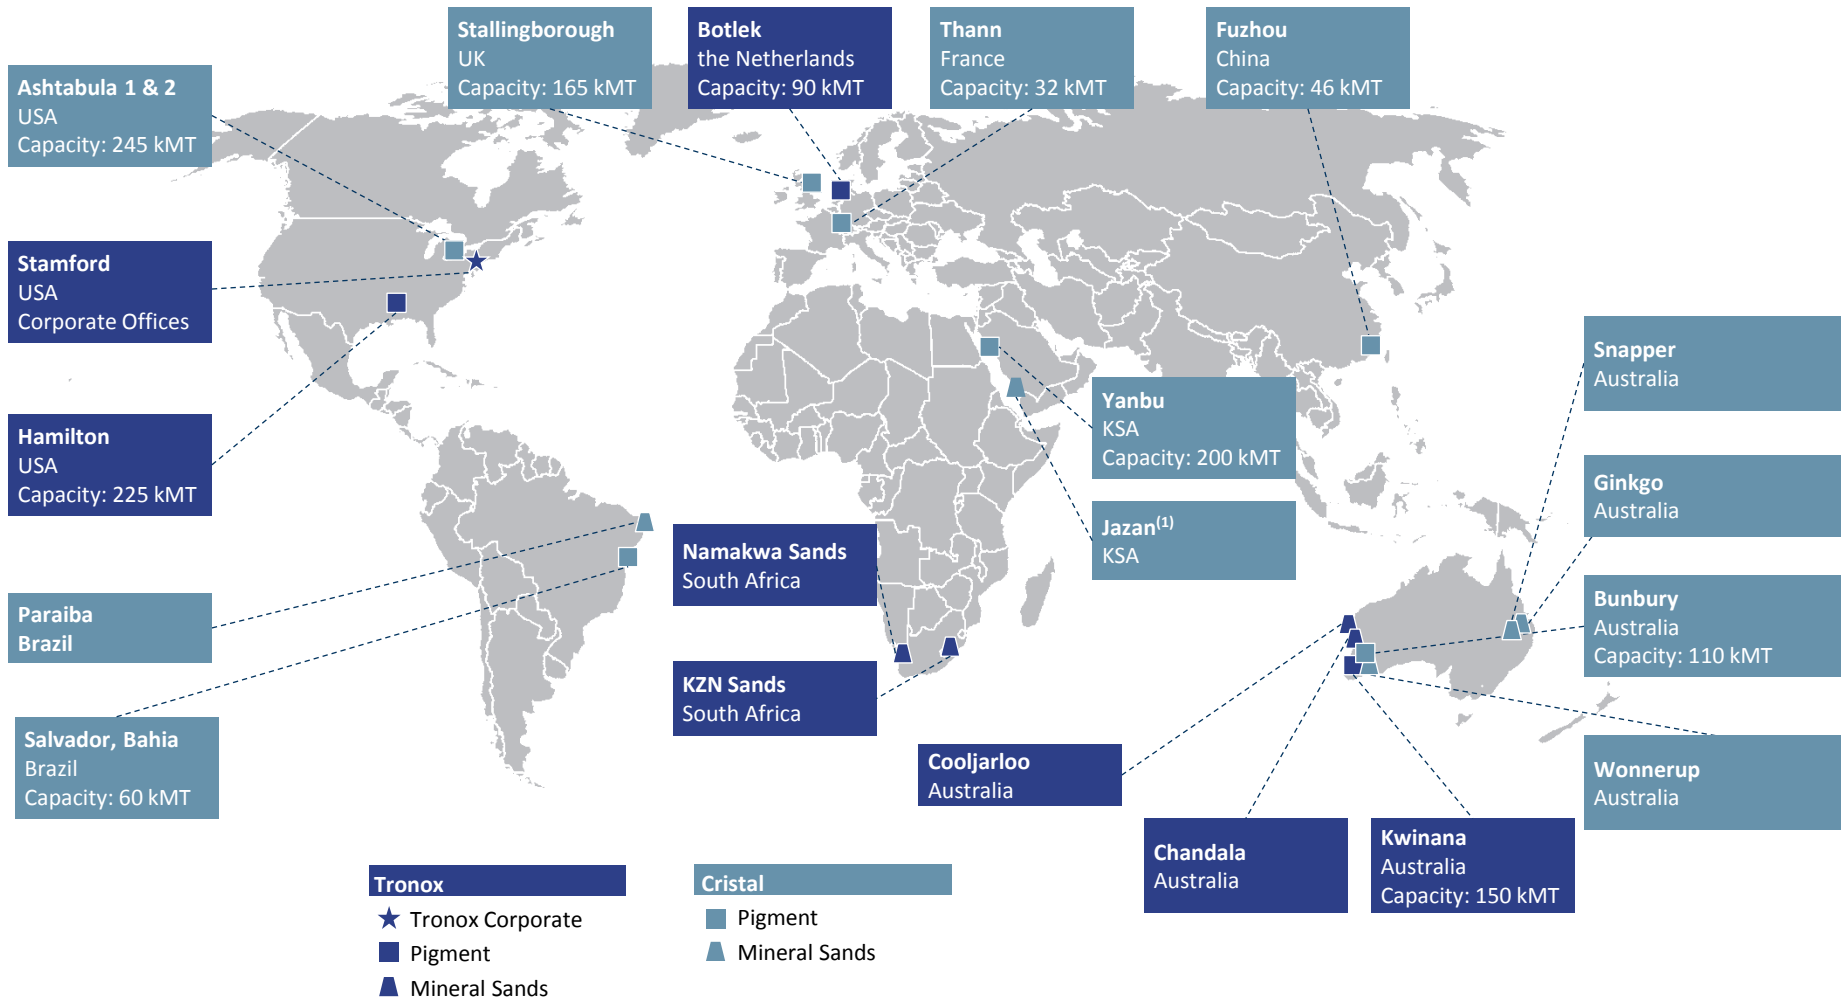 Stallingborough
UK
Capacity: 165 kMT
Botlek
the Netherlands
Capacity: 90 kMT
Thann
France
Capacity: 32 kMT
Fuzhou
China
Capacity: 46 kMT
Ashtabula 1 & 2
USA
Capacity: 245 kMT
Stamford
USA
Corporate Offices
Hamilton
USA
Capacity: 225 kMT
Snapper
Australia
Yanbu
KSA
Capacity: 200 kMT
Ginkgo
Australia
Jazan(1)
KSA
Namakwa Sands
South Africa
Paraiba
Brazil
Bunbury
Australia
Capacity: 110 kMT
KZN Sands
South Africa
Salvador, Bahia
Brazil
Capacity: 60 kMT
Cooljarloo
Australia
Wonnerup
Australia
Chandala
Australia
Kwinana
Australia
Capacity: 150 kMT
Tronox
Tronox Corporate
Pigment
Mineral Sands
Cristal
Pigment
Mineral Sands